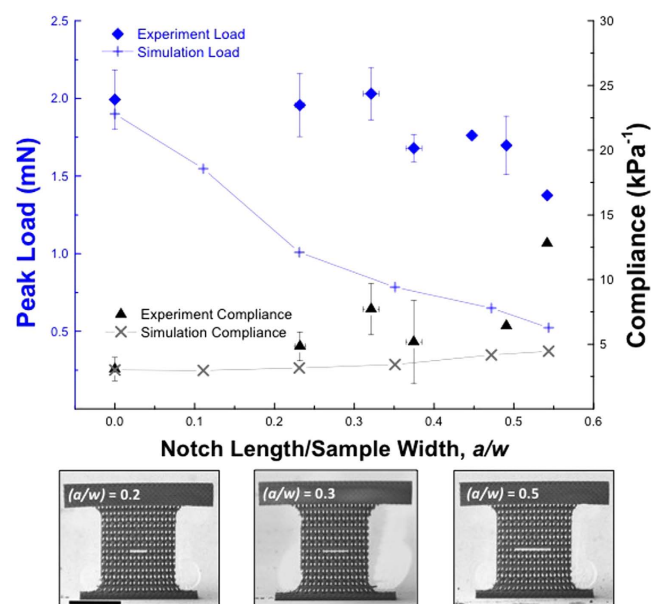 2.5
2.0
1.5
1.0
0.5
Peak Load (mN)
Experiment Load
Simulation Load
Experiment Compliance
Simulation Compliance
30
25
20
15
10
5
Compliance (kPa⁻¹)
0.0 0.1 0.2 0.3 0.4 0.5 0.6
Notch Length/Sample Width, a/w
(a/w) = 0.2
(a/w) = 0.3
(a/w) = 0.5